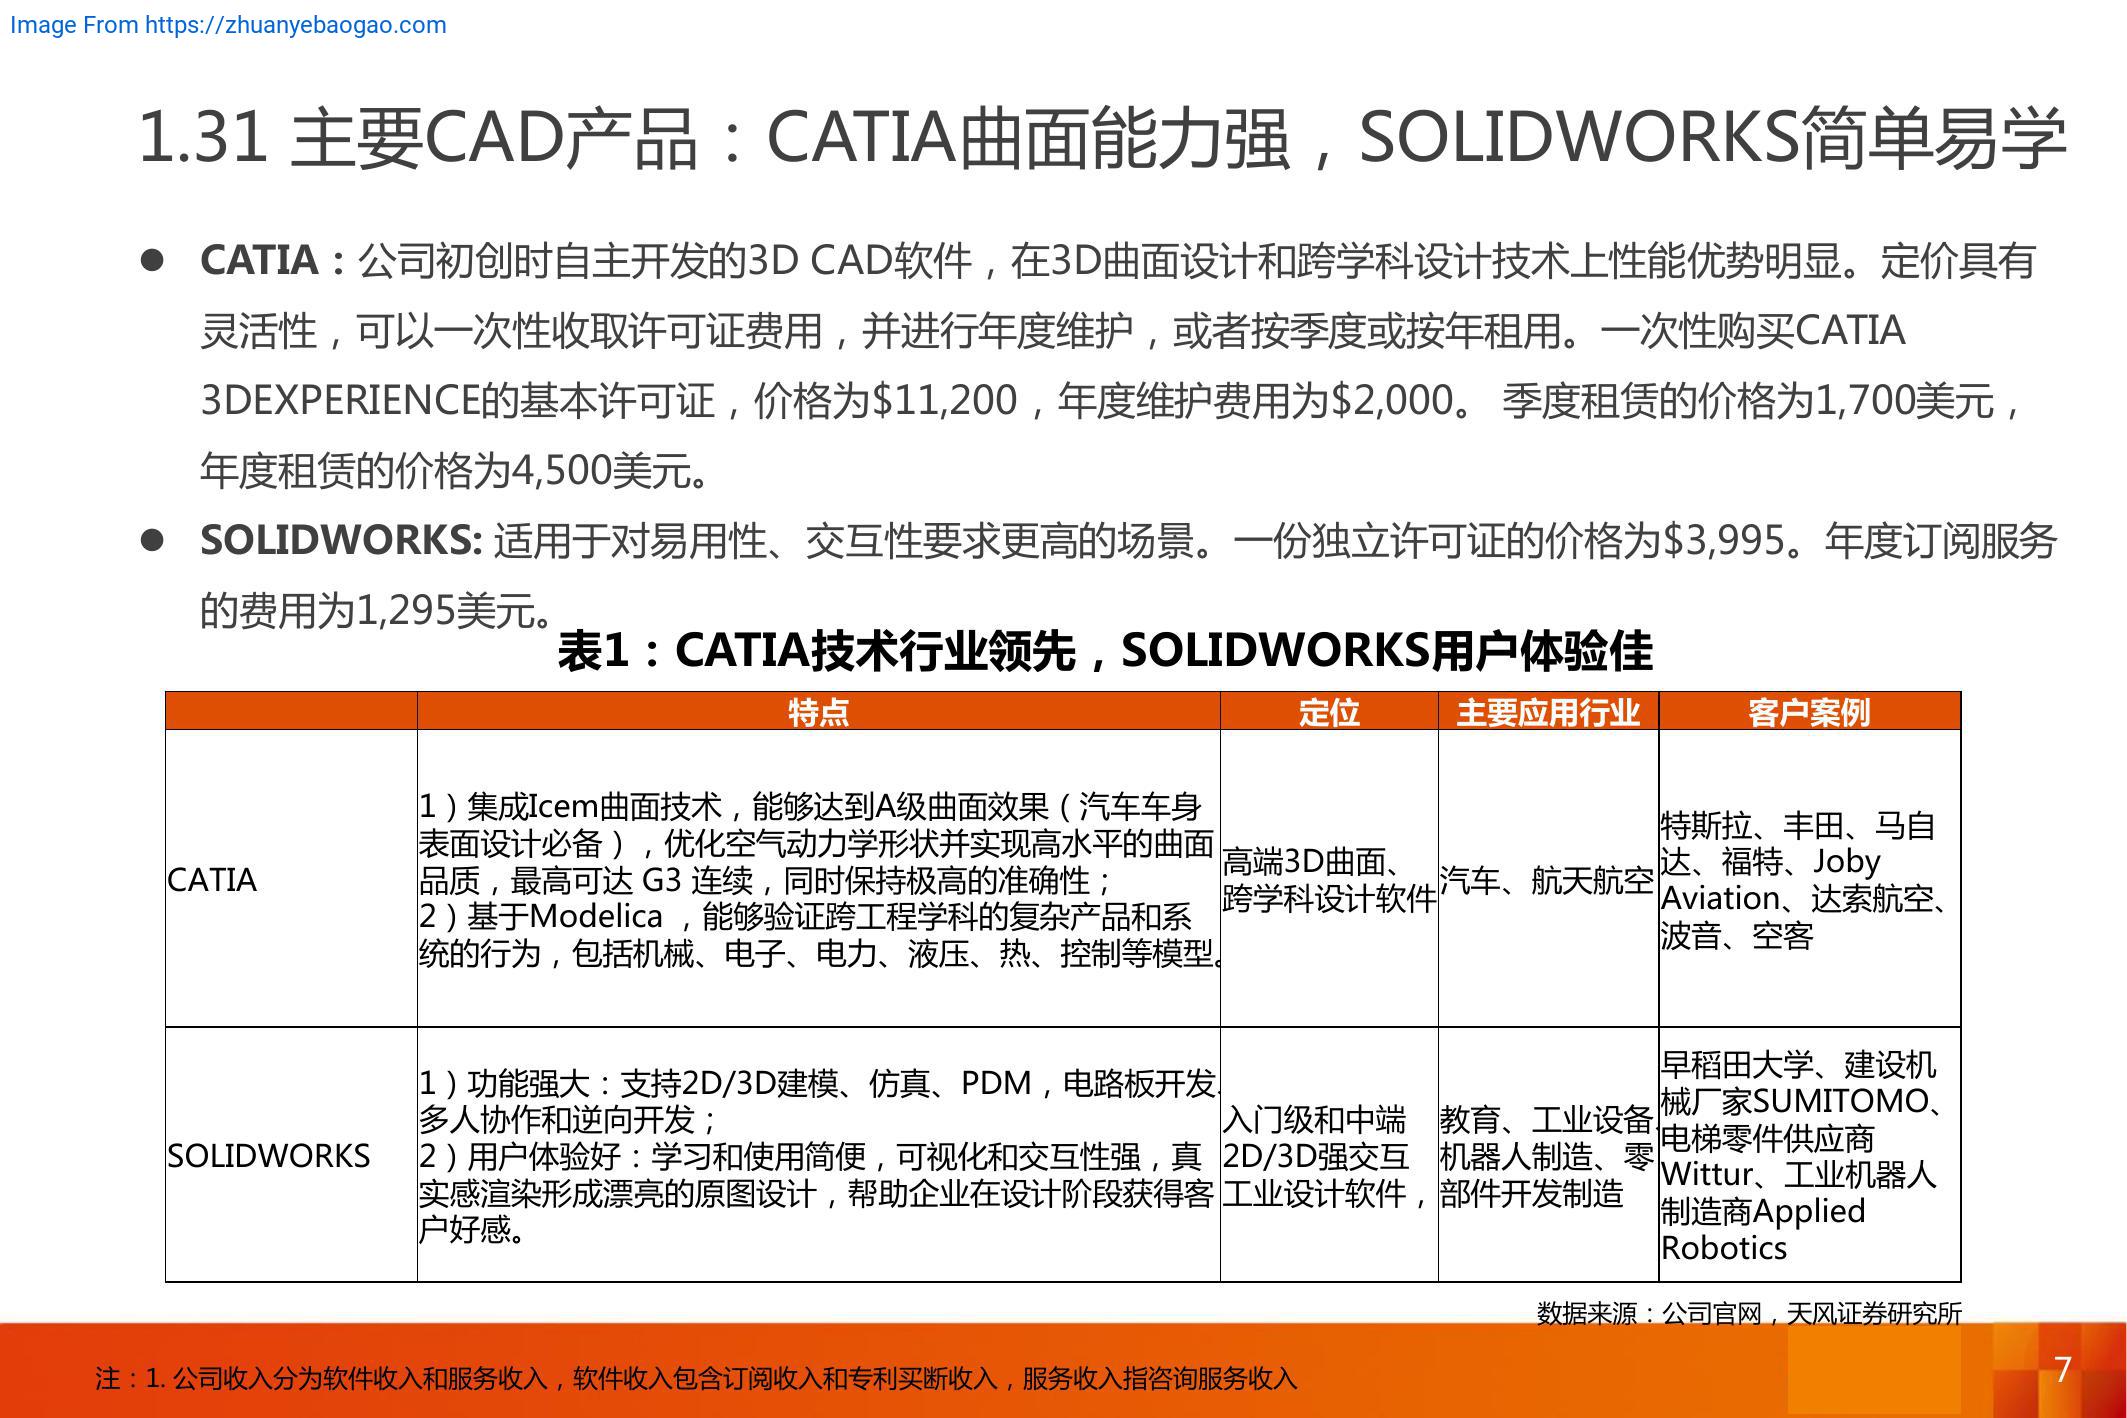 Image From https://zhuanyebaogao.com
1.31 主要CAD产品：CATIA曲面能力强，SOLIDWORKS简单易学
● CATIA：公司初创时自主开发的3D CAD软件，在3D曲面设计和跨学科设计技术上性能优势明显。定价具有
灵活性，可以一次性收取许可证费用，并进行年度维护，或者按季度或按年租用。一次性购买CATIA
3DEXPERIENCE的基本许可证，价格为$11,200，年度维护费用为$2,000。 季度租赁的价格为1,700美元，
年度租赁的价格为4,500美元。
● SOLIDWORKS: 适用于对易用性、交互性要求更高的场景。一份独立许可证的价格为$3,995。年度订阅服务
的费用为1,295美元。
表1：CATIA技术行业领先，SOLIDWORKS用户体验佳
特点 定位 主要应用行业 客户案例
CATIA
1）集成Icem曲面技术，能够达到A级曲面效果（汽车车身
表面设计必备），优化空气动力学形状并实现高水平的曲面
品质，最高可达 G3 连续，同时保持极高的准确性；
2）基于Modelica ，能够验证跨工程学科的复杂产品和系
统的行为，包括机械、电子、电力、液压、热、控制等模型。
高端3D曲面、
跨学科设计软件
汽车、航天航空
特斯拉、丰田、马自
达、福特、Joby
Aviation、达索航空、
波音、空客
SOLIDWORKS
1）功能强大：支持2D/3D建模、仿真、PDM，电路板开发、
多人协作和逆向开发；
2）用户体验好：学习和使用简便，可视化和交互性强，真
实感渲染形成漂亮的原图设计，帮助企业在设计阶段获得客
户好感。
入门级和中端
2D/3D强交互
工业设计软件，
教育、工业设备、
机器人制造、零
部件开发制造
早稻田大学、建设机
械厂家SUMITOMO、
电梯零件供应商
Wittur、工业机器人
制造商Applied
Robotics
数据来源：公司官网，天风证券研究所
注：1. 公司收入分为软件收入和服务收入，软件收入包含订阅收入和专利买断收入，服务收入指咨询服务收入
7